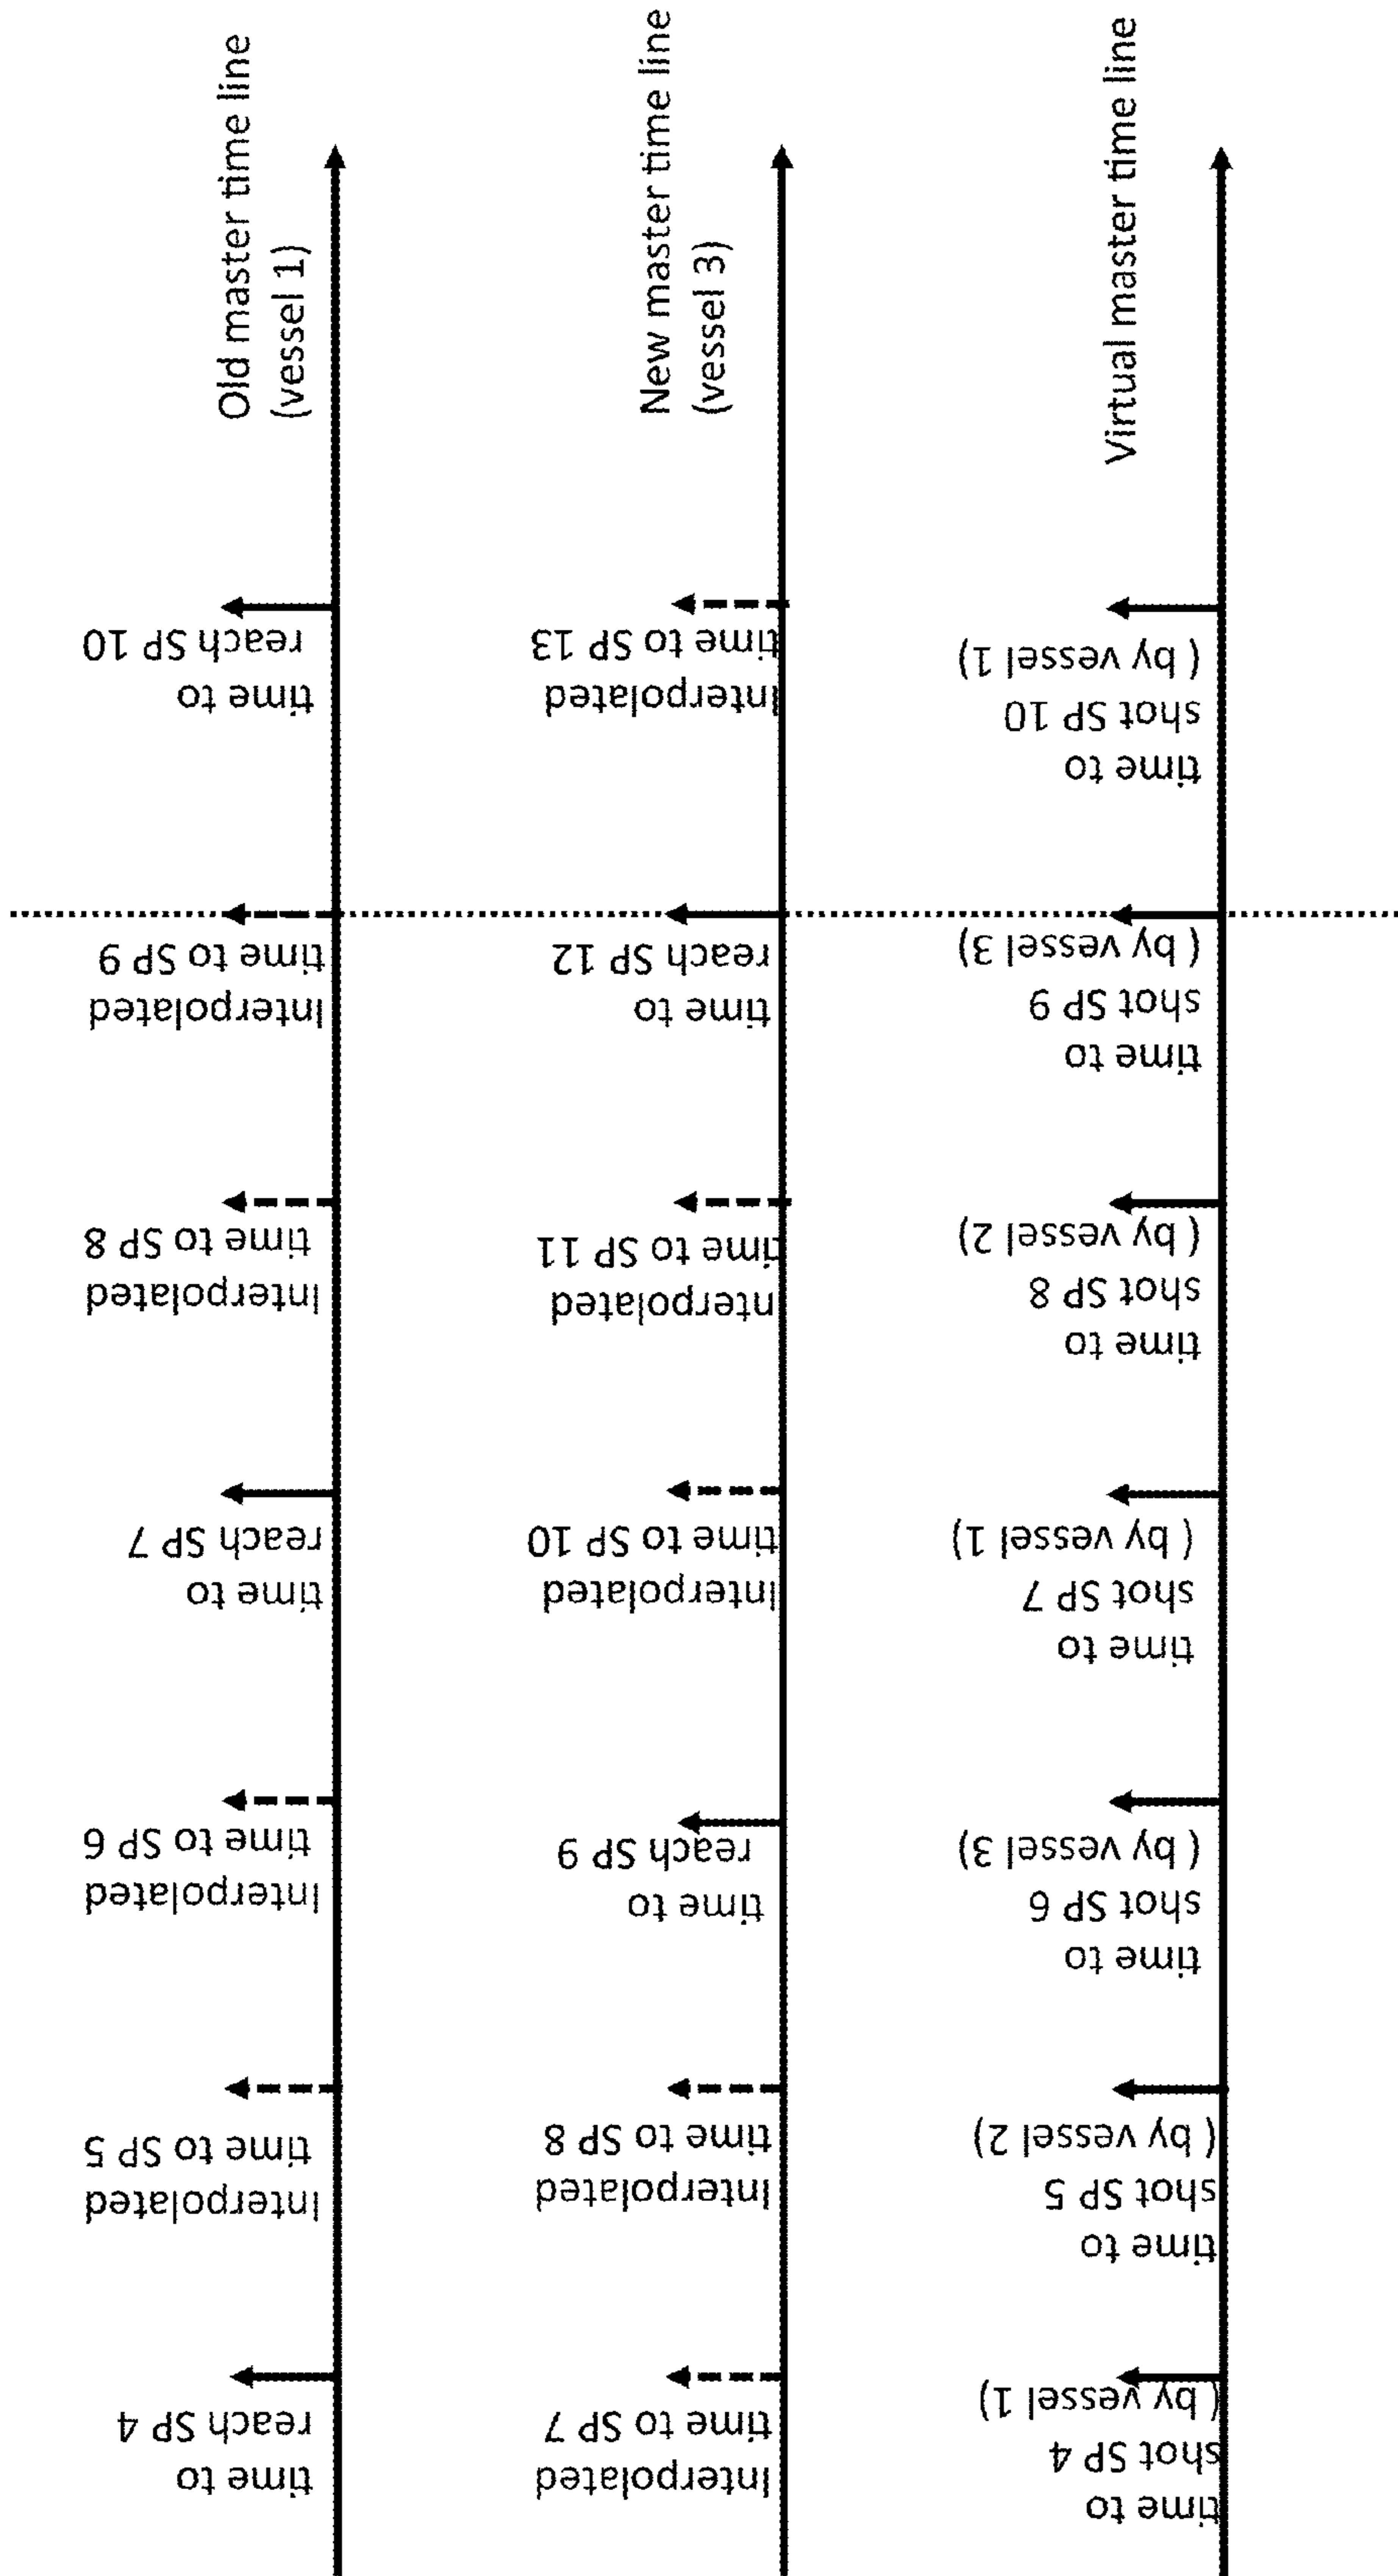 Old master time line
(vessel 1)
time to
reach SP 4
Interpolated
time to SP 5
Interpolated
time to SP 6
time to
reach SP 7
Interpolated
time to SP 8
Interpolated
time to SP 9
time to
reach SP 10
New master time line
(vessel 3)
Interpolated
time to SP 7
Interpolated
time to SP 8
time to
reach SP 9
Interpolated
time to SP 10
nterpolated
time to SP 11
time to
reach SP 12
Interpolated
time to SP 13
Virtual master time line
time to
shot SP 4
( by vessel 1)
time to
shot SP 5
( by vessel 2)
time to
shot SP 6
( by vessel 3)
time to
shot SP 7
( by vessel 1)
time to
shot SP 8
( by vessel 2)
time to
shot SP 9
( by vessel 3)
time to
shot SP 10
( by vessel 1)